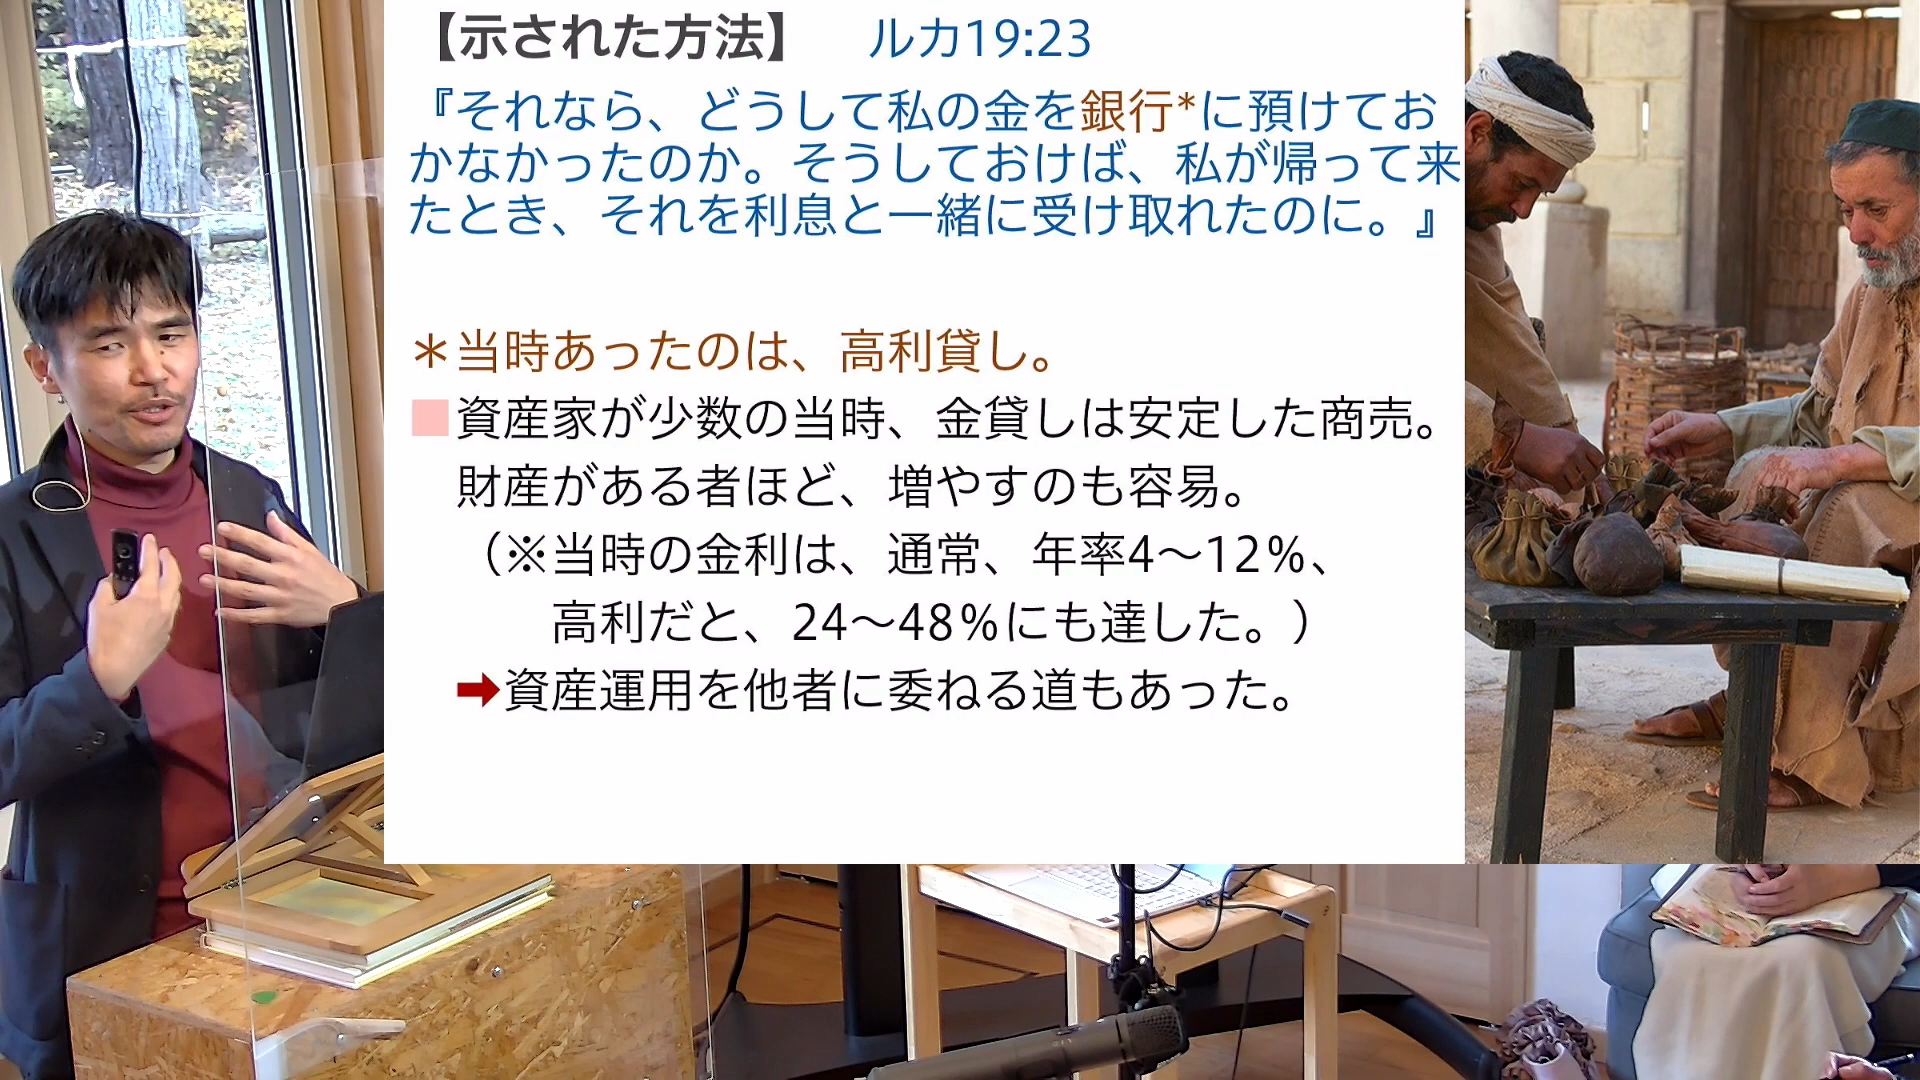 【示された方法】 ルカ19:23
『それなら、どうして私の金を銀行*に預けてお
かなかったのか。そうしておけば、私が帰って来
たとき、それを利息と一緒に受け取れたのに。』
＊当時あったのは、高利貸し。
■資産家が少数の当時、金貸しは安定した商売。
財産がある者ほど、増やすのも容易。
（※当時の金利は、通常、年率4～12％、
高利だと、24～48％にも達した。）
➡資産運用を他者に委ねる道もあった。